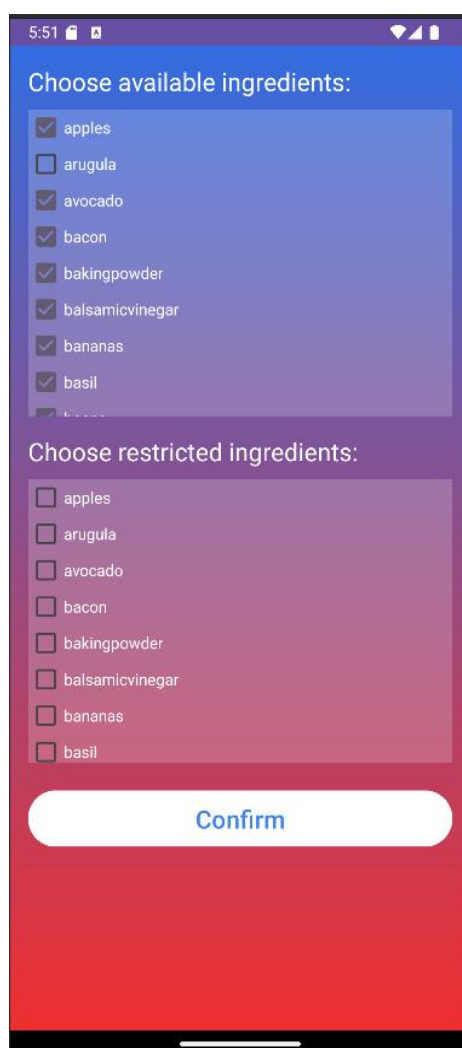 5:51
Choose available ingredients:
apples
arugula
avocado
bacon
bakingpowder
balsamicvinegar
bananas
basil
Choose restricted ingredients:
apples
arugula
avocado
bacon
bakingpowder
balsamicvinegar
bananas
basil
Confirm